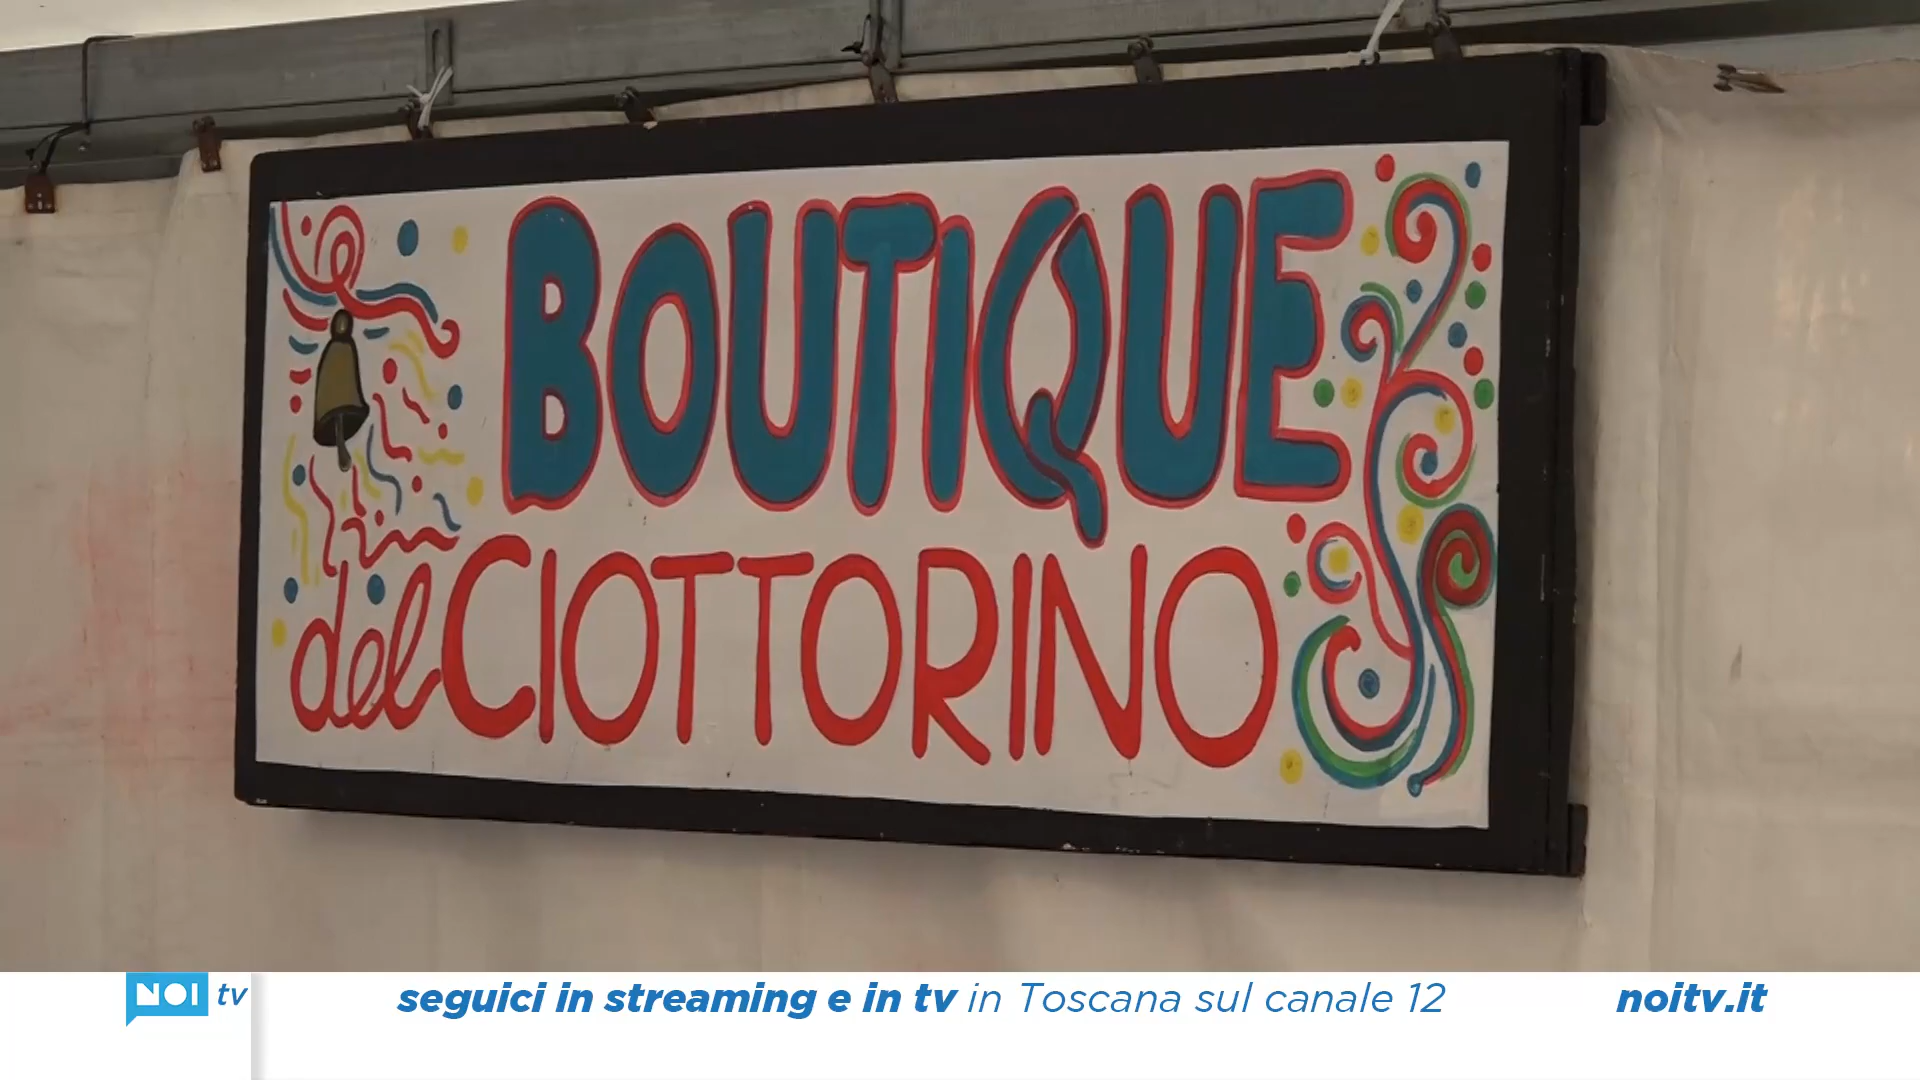 BOUTIQUE
del CIOTTORINO
NOI tv
seguici in streaming e in tv in Toscana sul canale 12
noitv.it